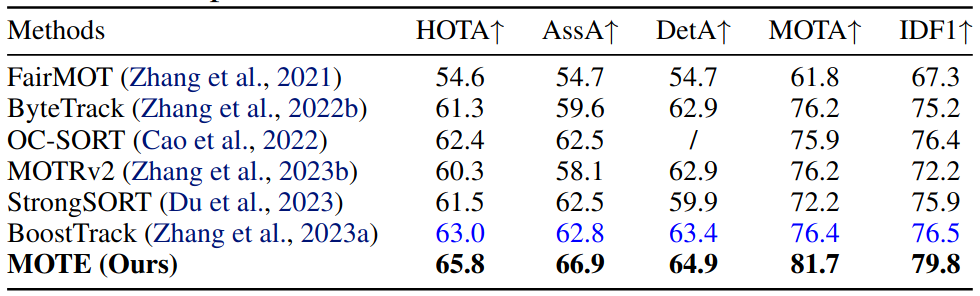 Methods HOTA↑ AssA↑ DetA↑ MOTA↑ IDF1↑
FairMOT (Zhang et al., 2021) 54.6 54.7 54.7 61.8 67.3
ByteTrack (Zhang et al., 2022b) 61.3 59.6 62.9 76.2 75.2
OC-SORT (Cao et al., 2022) 62.4 62.5 / 75.9 76.4
MOTRv2 (Zhang et al., 2023b) 60.3 58.1 62.9 76.2 72.2
StrongSORT (Du et al., 2023) 61.5 62.5 59.9 72.2 75.9
BoostTrack (Zhang et al., 2023a) 63.0 62.8 63.4 76.4 76.5
MOTE (Ours) 65.8 66.9 64.9 81.7 79.8